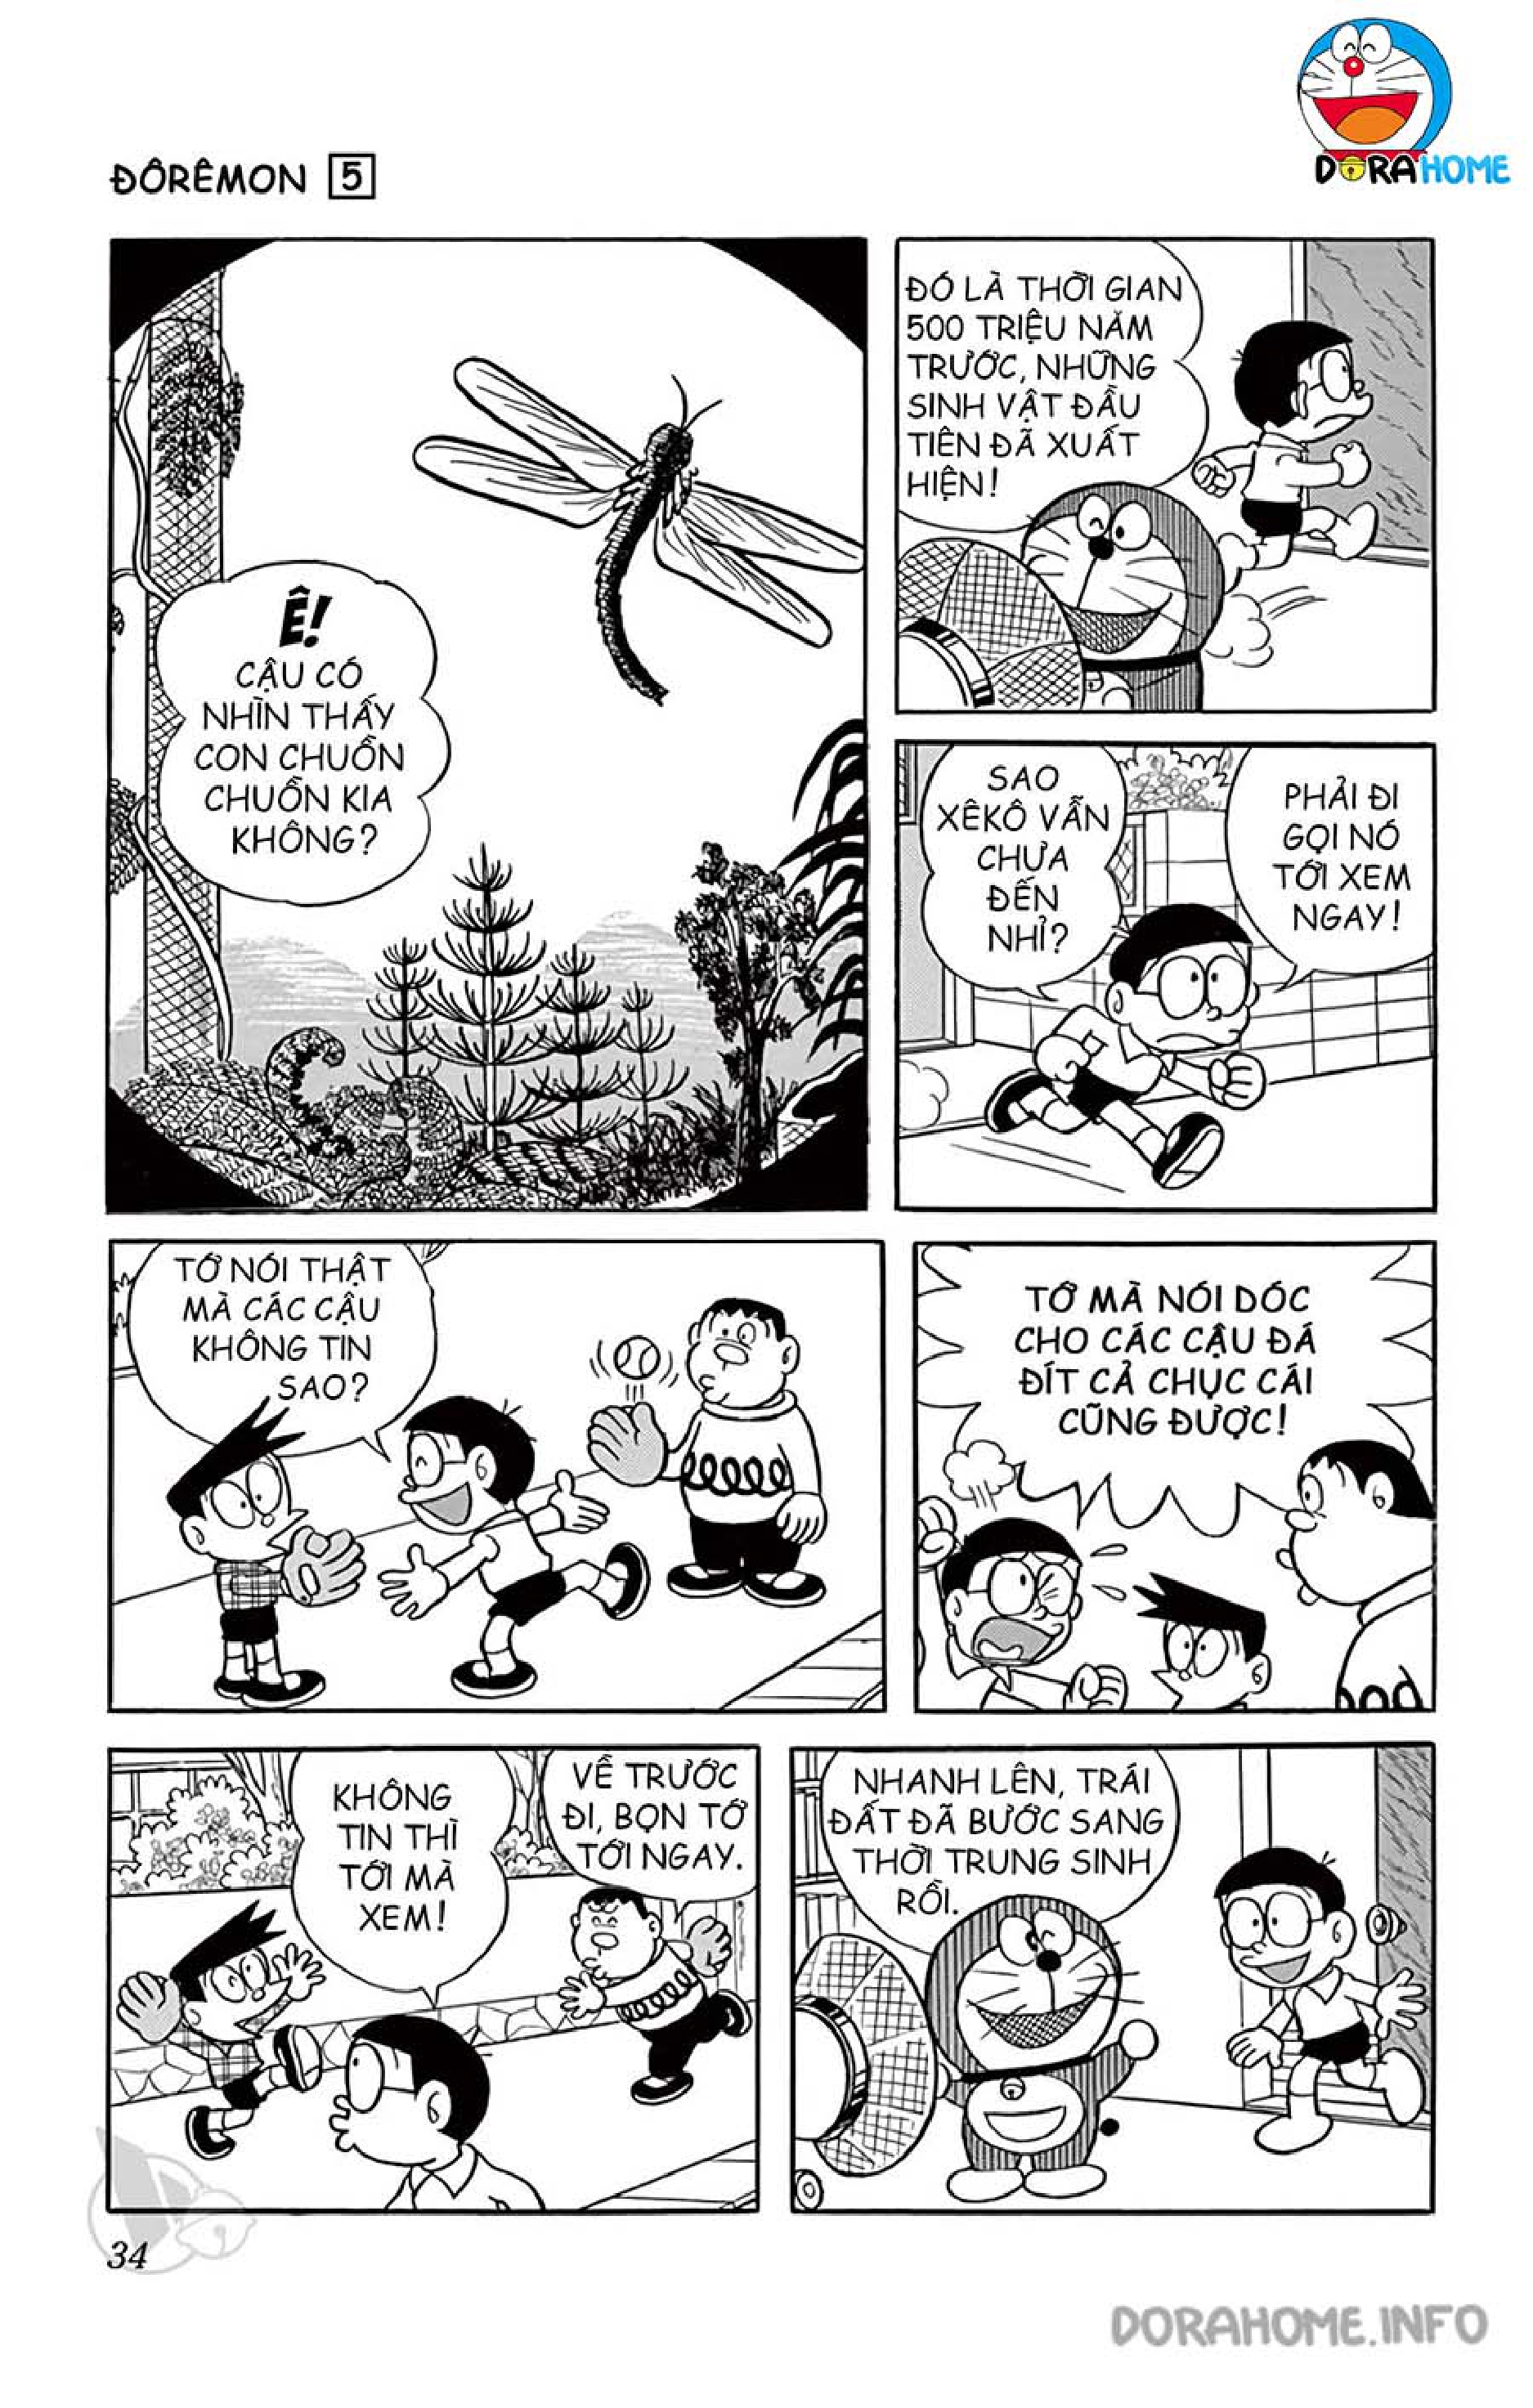 DORAHOME
ĐÔRÊMON 5
Ê!
CẬU CÓ
NHÌN THẤY
CON CHUỒN
CHUỒN KIA
KHÔNG?
ĐÓ LÀ THỜI GIAN
500 TRIỆU NĂM
TRƯỚC, NHỮNG
SINH VẬT ĐẦU
TIÊN ĐÃ XUẤT
HIỆN!
SAO
XÊKÔ VẪN
CHƯA
ĐẾN
NHỈ?
PHẢI ĐI
GỌI NÓ
TỚI XEM
NGAY!
TỚ NÓI THẬT
MÀ CÁC CẬU
KHÔNG TIN
SAO?
TỚ MÀ NÓI DÓC
CHO CÁC CẬU ĐÁ
ĐÍT CẢ CHỤC CÁI
CŨNG ĐƯỢC!
KHÔNG
TIN THÌ
TỚI MÀ
XEM!
VỀ TRƯỚC
ĐI, BỌN TỚ
TỚI NGAY.
NHANH LÊN, TRÁI
ĐẤT ĐÃ BƯỚC SANG
THỜI TRUNG SINH
RỒI.
34
DORAHOME.INFO